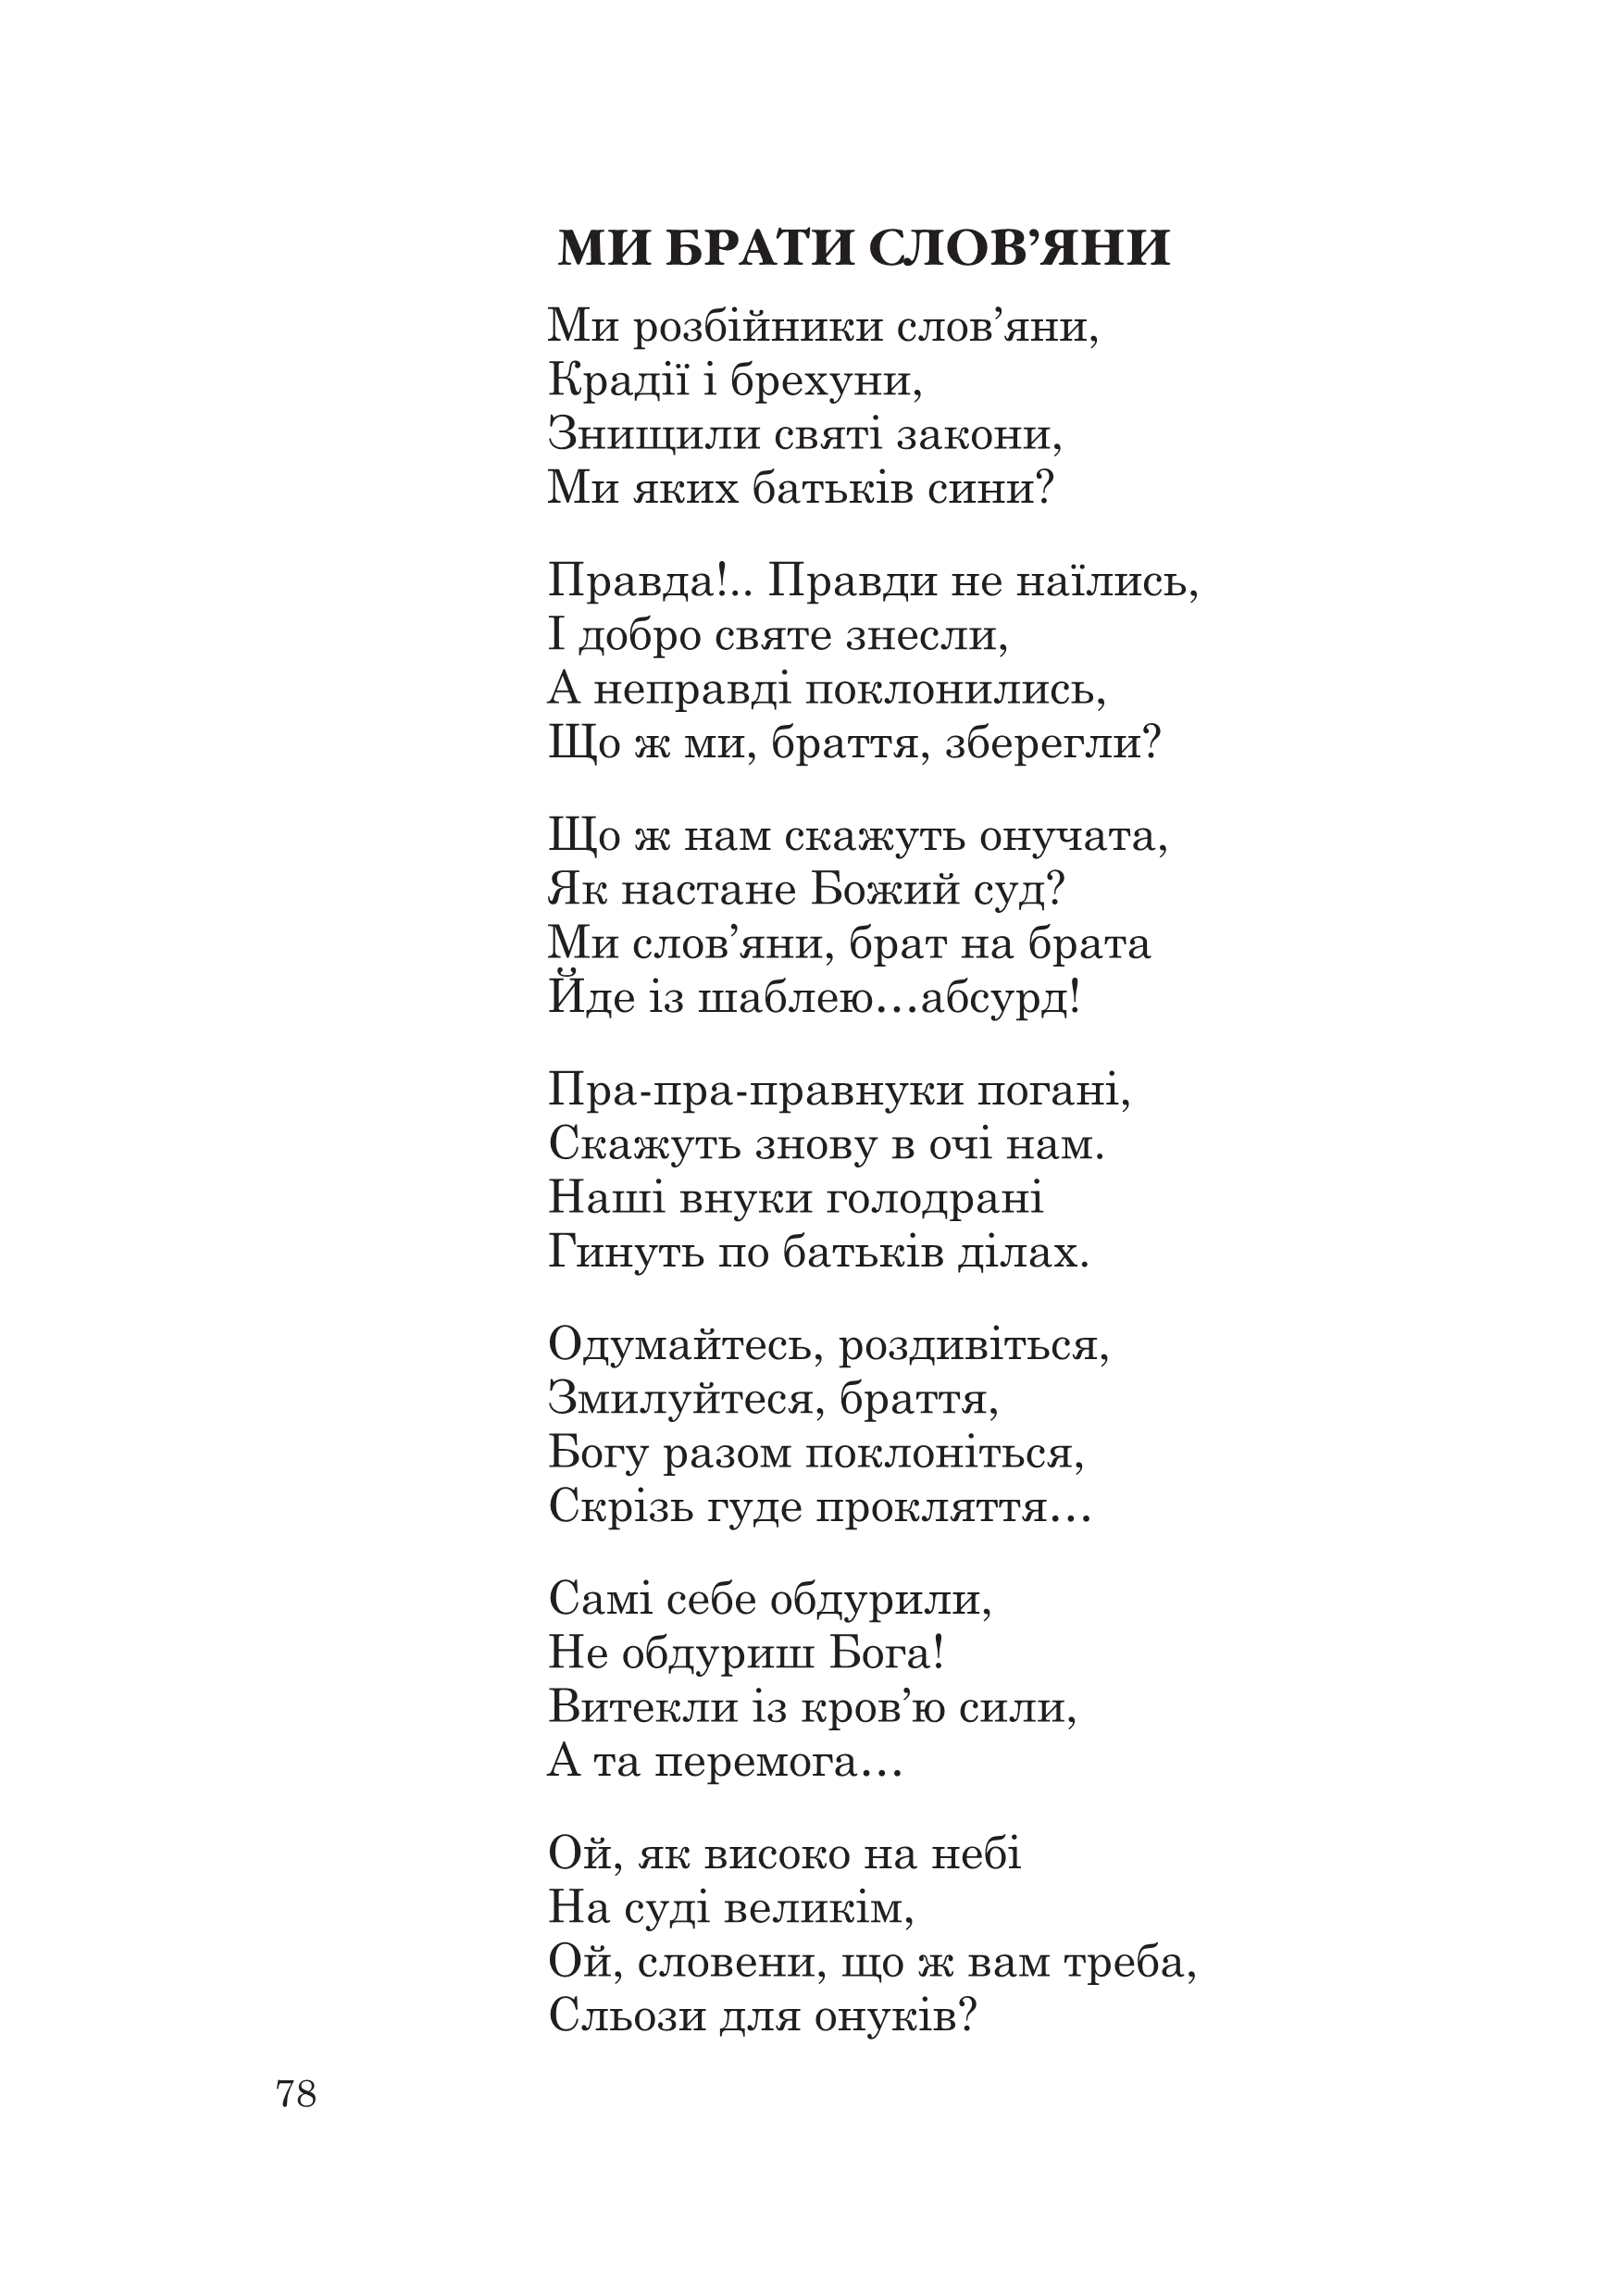 МИ БРАТИ СЛОВ’ЯНИ
Ми розбійники слов’яни,
Крадії і брехуни,
Знищили святі закони,
Ми яких батьків сини?
Правда!.. Правди не наїлись,
І добро святе знесли,
А неправді поклонились,
Що ж ми, браття, зберегли?
Що ж нам скажуть онучата,
Як настане Божий суд?
Ми слов’яни, брат на брата
Йде із шаблею…абсурд!
Пра-пра-правнуки погані,
Скажуть знову в очі нам.
Наші внуки голодрані
Гинуть по батьків ділах.
Одумайтесь, роздивіться,
Змилуйтеся, браття,
Богу разом поклоніться,
Скрізь гуде прокляття…
Самі себе обдурили,
Не обдуриш Бога!
Витекли із кров’ю сили,
А та перемога…
Ой, як високо на небі
На суді великім,
Ой, словени, що ж вам треба,
Сльози для онуків?
78